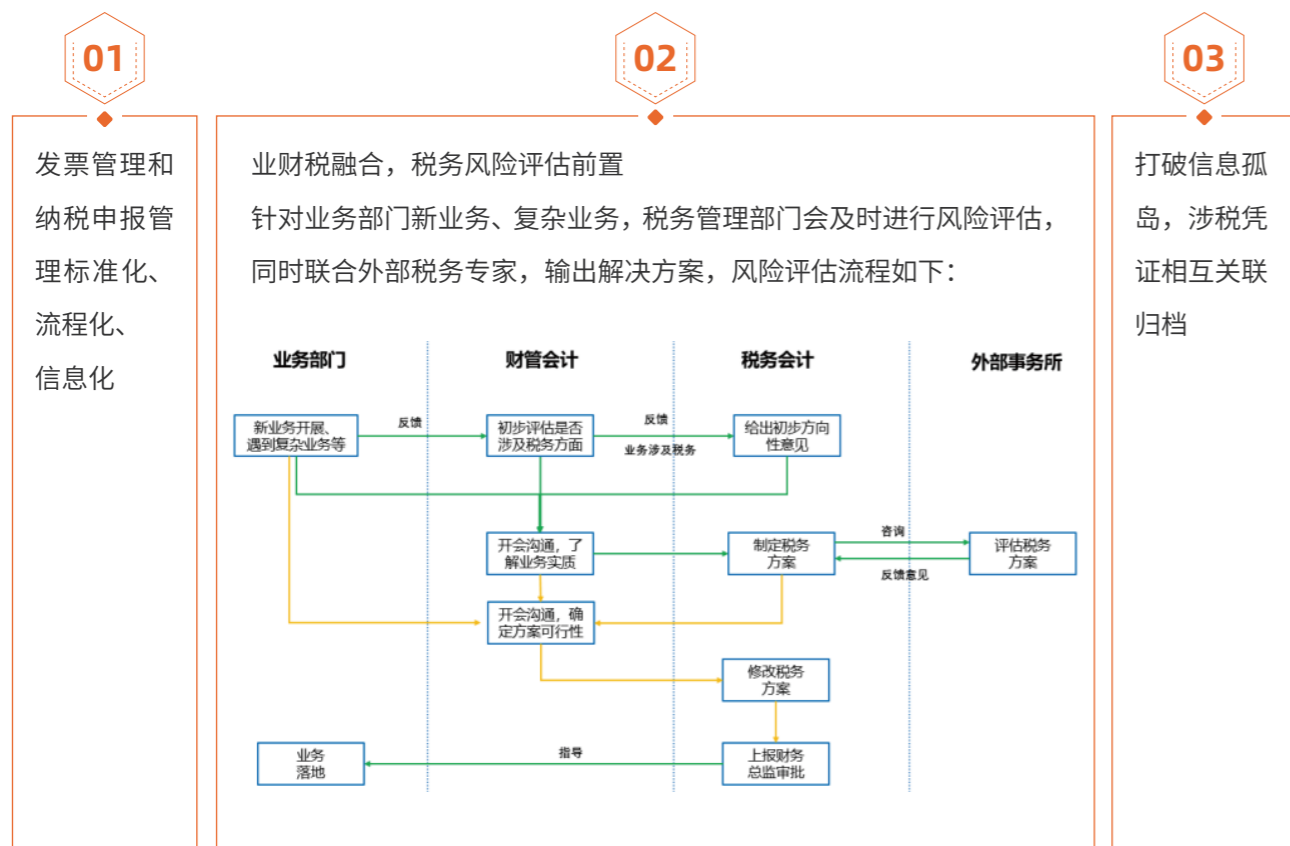 01
发票管理和
纳税申报管
理标准化、
流程化、
信息化
02
业财税融合，税务风险评估前置
针对业务部门新业务、复杂业务，税务管理部门会及时进行风险评估，
同时联合外部税务专家，输出解决方案，风险评估流程如下：
业务部门
财管会计
税务会计
外部事务所
新业务开展、
遇到复杂业务等
反馈
初步评估是否
涉及税务方面
反馈
业务涉及税务
给出初步方向
性意见
开会沟通，了
解业务实质
制定税务
方案
咨询
反馈意见
评估税务
方案
开会沟通，确
定方案可行性
修改税务
方案
业务
落地
指导
上报财务
总监审批
03
打破信息孤
岛，涉税凭
证相互关联
归档